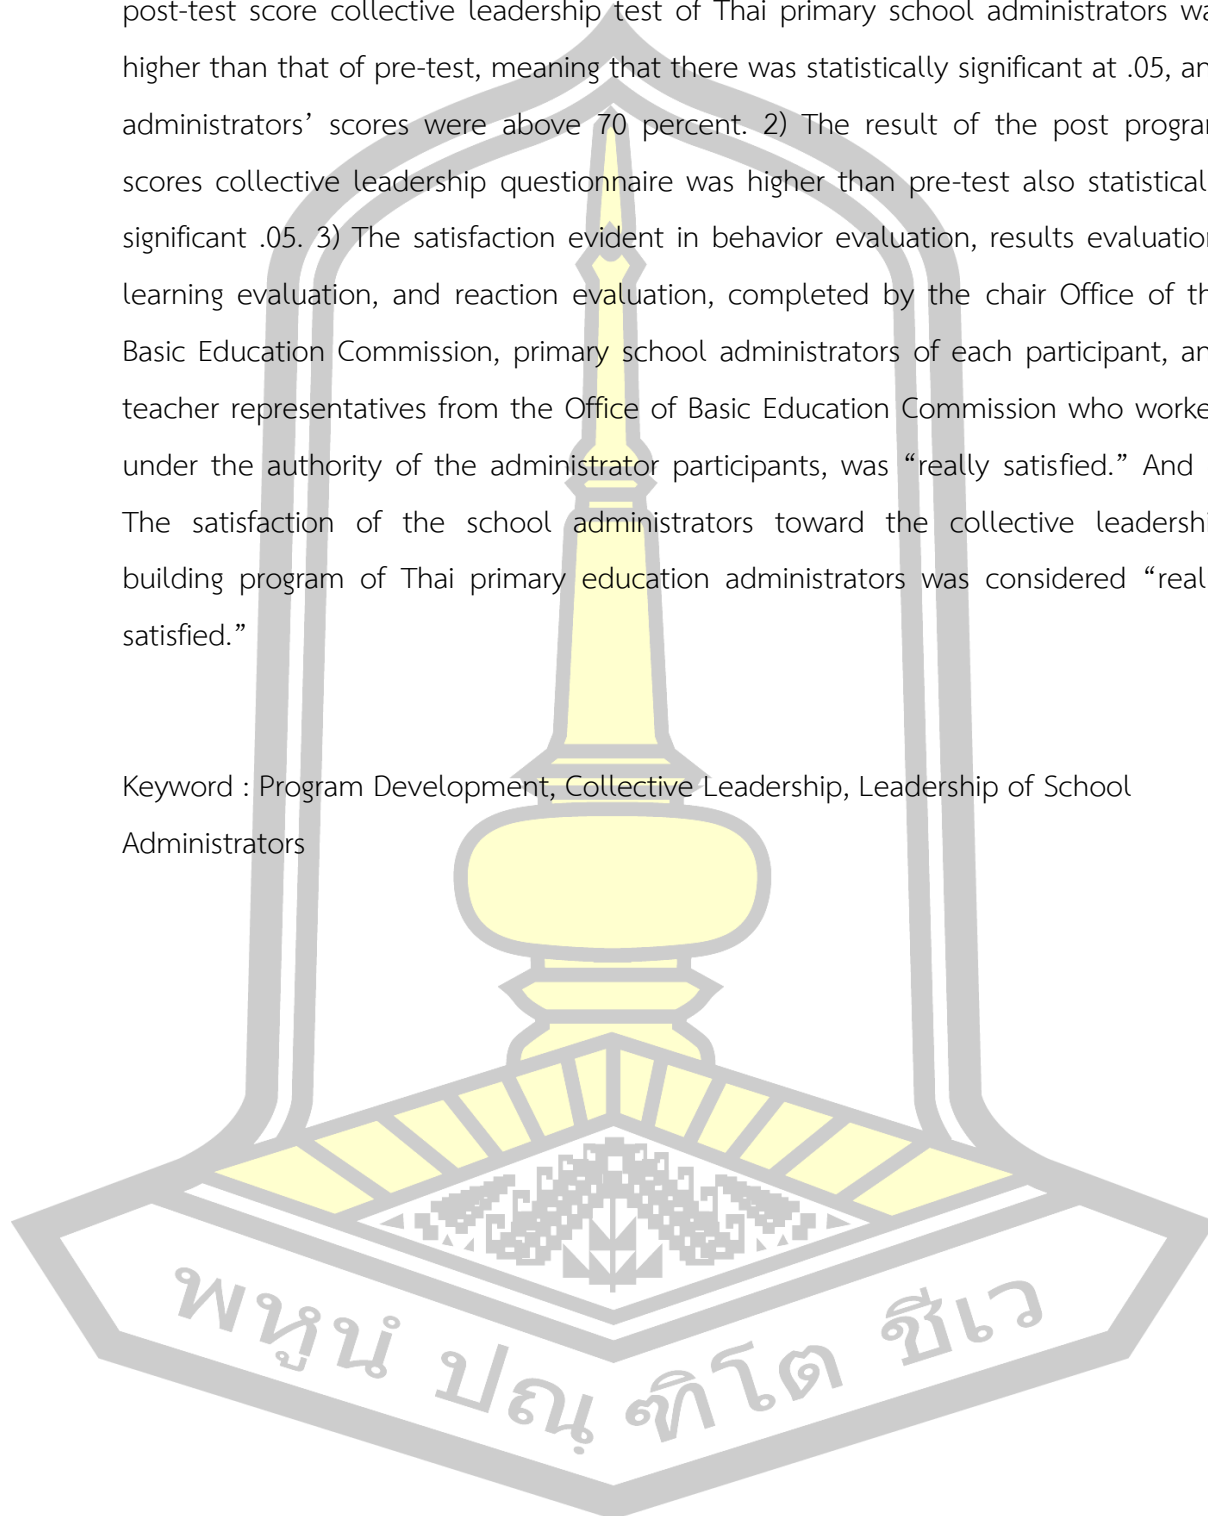 post-test score collective leadership test of Thai primary school administrators wa
higher than that of pre-test, meaning that there was statistically significant at .05, an
administrators’ scores were above 70 percent. 2) The result of the post progra
scores collective leadership questionnaire was higher than pre-test also statistical
significant .05. 3) The satisfaction evident in behavior evaluation, results evaluation
learning evaluation, and reaction evaluation, completed by the chair Office of th
Basic Education Commission, primary school administrators of each participant, an
teacher representatives from the Office of Basic Education Commission who worke
under the authority of the administrator participants, was “really satisfied.” And
The satisfaction of the school administrators toward the collective leadershi
building program of Thai primary education administrators was considered “real
satisfied.”
Keyword : Program Development, Collective Leadership, Leadership of School
Administrators
พหูนํ ปณฺฑิโต ชีเว